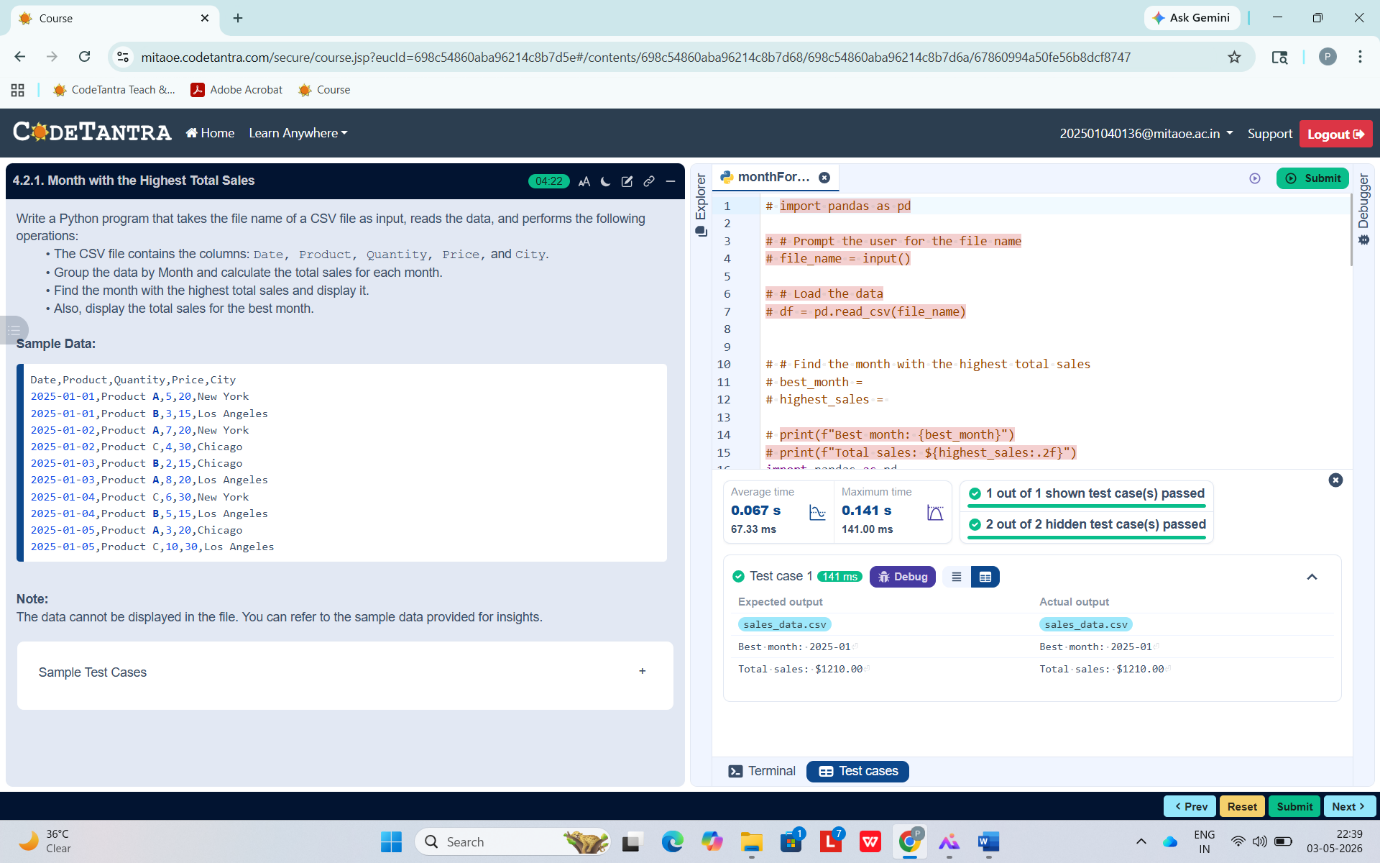 Course
Ask Gemini
mitaoe.codetantra.com/secure/course.jsp?eucId=698c54860aba96214c8b7d5e#/contents/698c54860aba96214c8b7d68/698c54860aba96214c8b7d6a/67860994a50fe56b8dcf8747
P
CodeTantra Teach &...
Adobe Acrobat
Course
CODETANTRA
Home
Learn Anywhere
202501040136@mitaoe.ac.in
Support
Logout
4.2.1. Month with the Highest Total Sales
04:22
AA
Write a Python program that takes the file name of a CSV file as input, reads the data, and performs the following
operations:
• The CSV file contains the columns: Date, Product, Quantity, Price, and City.
• Group the data by Month and calculate the total sales for each month.
• Find the month with the highest total sales and display it.
• Also, display the total sales for the best month.
Sample Data:
Date,Product,Quantity,Price,City
2025-01-01,Product A,5,20,New York
2025-01-01,Product B,3,15,Los Angeles
2025-01-02,Product A,7,20,New York
2025-01-02,Product C,4,30,Chicago
2025-01-03,Product B,2,15,Chicago
2025-01-03,Product A,8,20,Los Angeles
2025-01-04,Product C,6,30,New York
2025-01-04,Product B,5,15,Los Angeles
2025-01-05,Product A,3,20,Chicago
2025-01-05,Product C,10,30,Los Angeles
Note:
The data cannot be displayed in the file. You can refer to the sample data provided for insights.
Sample Test Cases
+
Explorer
monthFor...
Submit
Debugger
1 # import pandas as pd
2
3 # # Prompt the user for the file name
4 # file_name = input()
5
6 # # Load the data
7 # df = pd.read_csv(file_name)
8
9
10 # # Find the month with the highest total sales
11 # best_month =
12 # highest_sales =
13
14 # print(f"Best month: {best_month}")
15 # print(f"Total sales: ${highest_sales:.2f}")
16 import pandas as pd
Average time
0.067 s
67.33 ms
Maximum time
0.141 s
141.00 ms
1 out of 1 shown test case(s) passed
2 out of 2 hidden test case(s) passed
Test case 1
141 ms
Debug
Expected output
Actual output
sales_data.csv
sales_data.csv
Best month: 2025-01
Best month: 2025-01
Total sales: $1210.00
Total sales: $1210.00
Terminal
Test cases
Prev
Reset
Submit
Next
36°C
Clear
Search
1
L
7
W
P
W
ENG
IN
22:39
03-05-2026